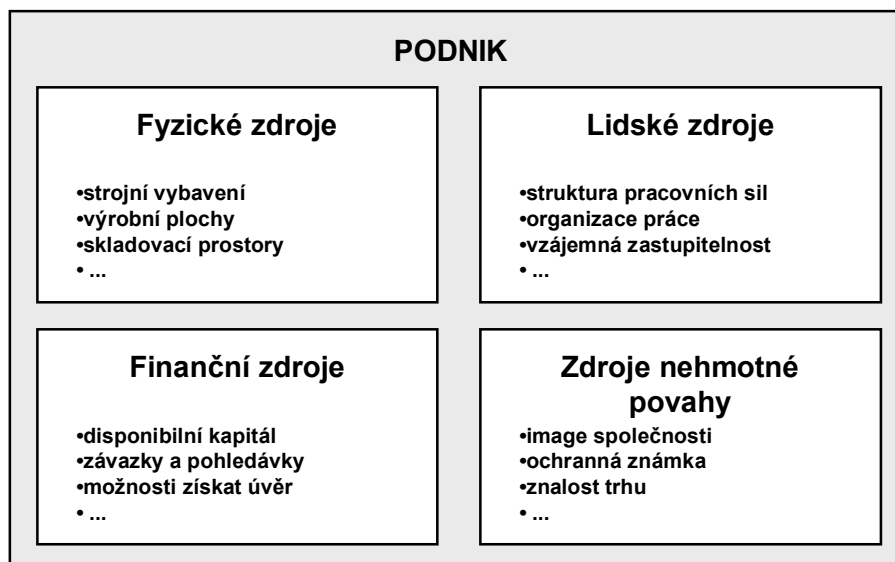 PODNIK
Fyzické zdroje
•strojní vybavení
•výrobní plochy
•skladovací prostory
• ...
Lidské zdroje
•struktura pracovních sil
•organizace práce
•vzájemná zastupitelnost
• ...
Finanční zdroje
•disponibilní kapitál
•závazky a pohledávky
•možnosti získat úvěr
• ...
Zdroje nehmotné
povahy
•image společnosti
•ochranná známka
•znalost trhu
• ...